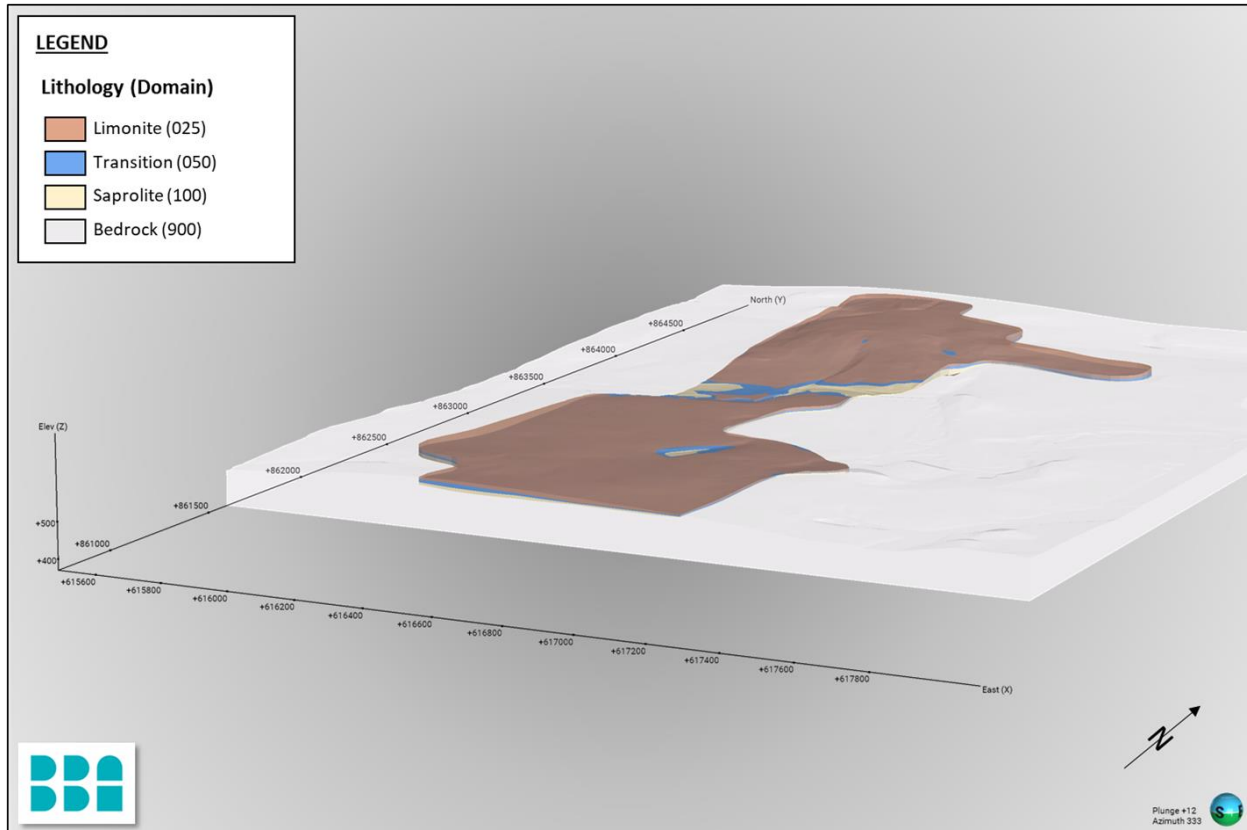 LEGEND
Lithology (Domain)
Limonite (025)
Transition (050)
Saprolite (100)
Bedrock (900)
North (Y)
+864500
+864000
+863500
+863000
+862500
+862000
+861500
+861000
Elev (Z)
+500
+400
+615600
+615800
+616000
+616200
+616400
+616600
+616800
+617000
+617200
+617400
+617600
+617800
East (X)
N
BBA
BBA
Plunge +12
Azimuth 333
S